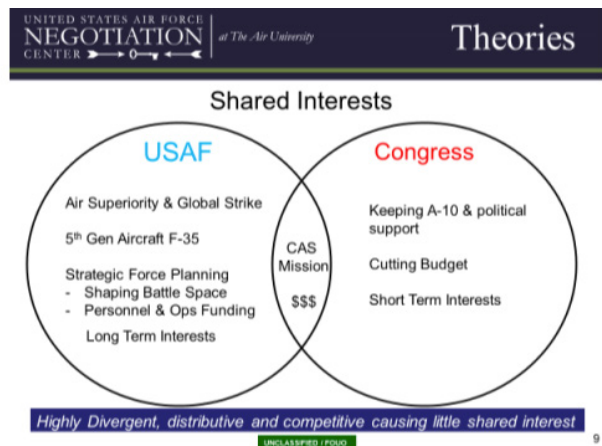 UNITED STATES AIR FORCE
NEGOTIATION
CENTER
at The Air University
Theories
Shared Interests
USAF
Congress
Air Superiority & Global Strike
5th Gen Aircraft F-35
Strategic Force Planning
- Shaping Battle Space
- Personnel & Ops Funding
Long Term Interests
CAS
Mission
$$$
Keeping A-10 & political
support
Cutting Budget
Short Term Interests
Highly Divergent, distributive and competitive causing little shared interest
UNCLASSIFIED / FOUO
9